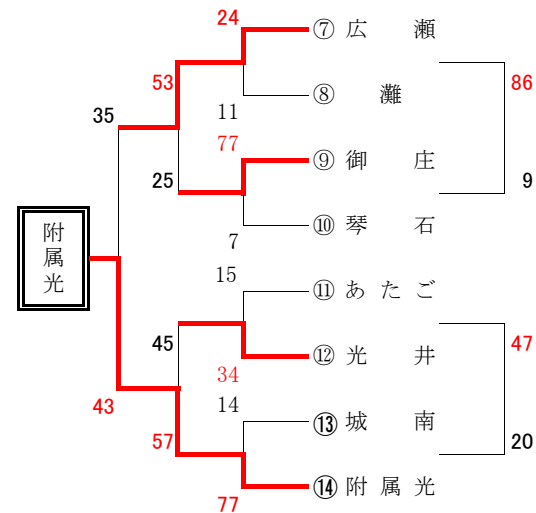 24
⑦ 広 瀬
53
86
⑧ 灘
11
35
77
⑨ 御 庄
25
9
⑩ 琴 石
7
附属光
15
⑪ あ た ご
45
47
⑫ 光 井
34
14
43
⑬ 城 南
57
20
⑭ 附 属 光
77